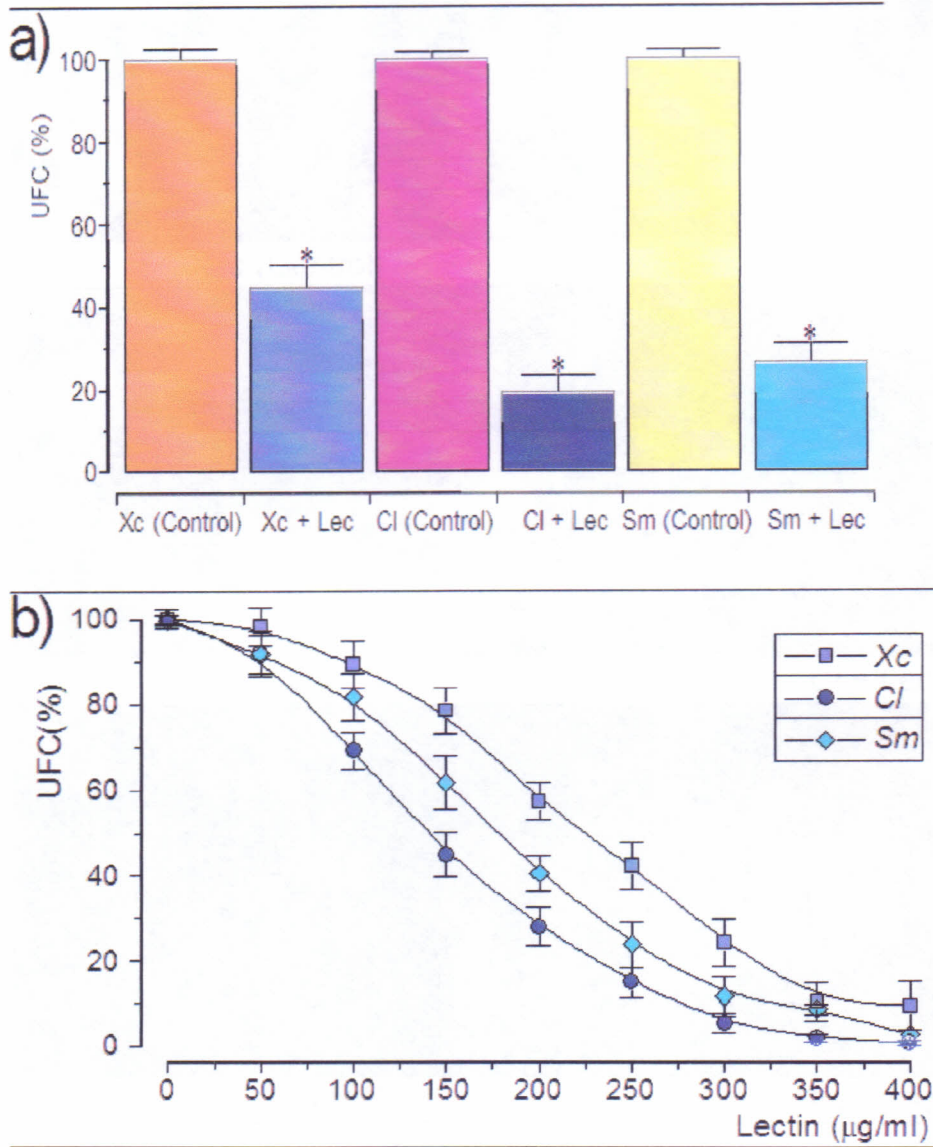 a)
UFC (%)
100
80
60
40
20
0
*
*
*
Xc (Control) Xc + Lec Cl (Control) Cl + Lec Sm (Control) Sm + Lec
b)
UFC(%)
100
80
60
40
20
0
Xc
Cl
Sm
0 50 100 150 200 250 300 350 400
Lectin (µg/ml)